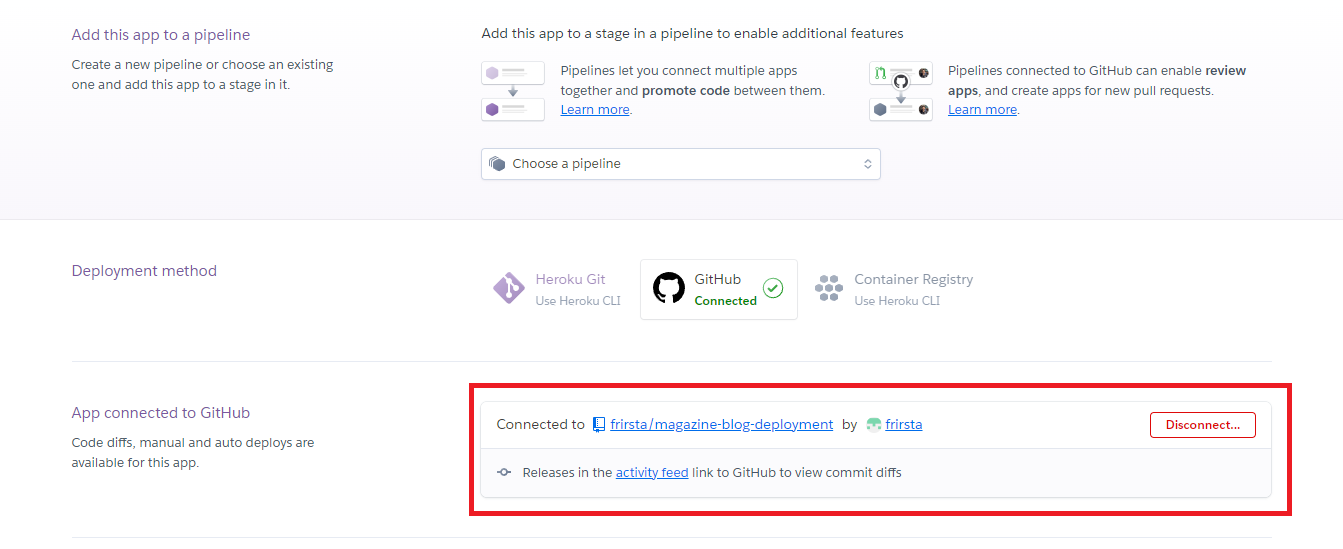 Add this app to a pipeline
Create a new pipeline or choose an existing
one and add this app to a stage in it.
Add this app to a stage in a pipeline to enable additional features
Pipelines let you connect multiple apps
together and promote code between them.
Learn more.
Pipelines connected to GitHub can enable review
apps, and create apps for new pull requests.
Learn more.
Choose a pipeline
Deployment method
Heroku Git
Use Heroku CLI
GitHub
Connected
Container Registry
Use Heroku CLI
App connected to GitHub
Code diffs, manual and auto deploys are
available for this app.
Connected to frirsta/magazine-blog-deployment by frirsta
Disconnect...
Releases in the activity feed link to GitHub to view commit diffs